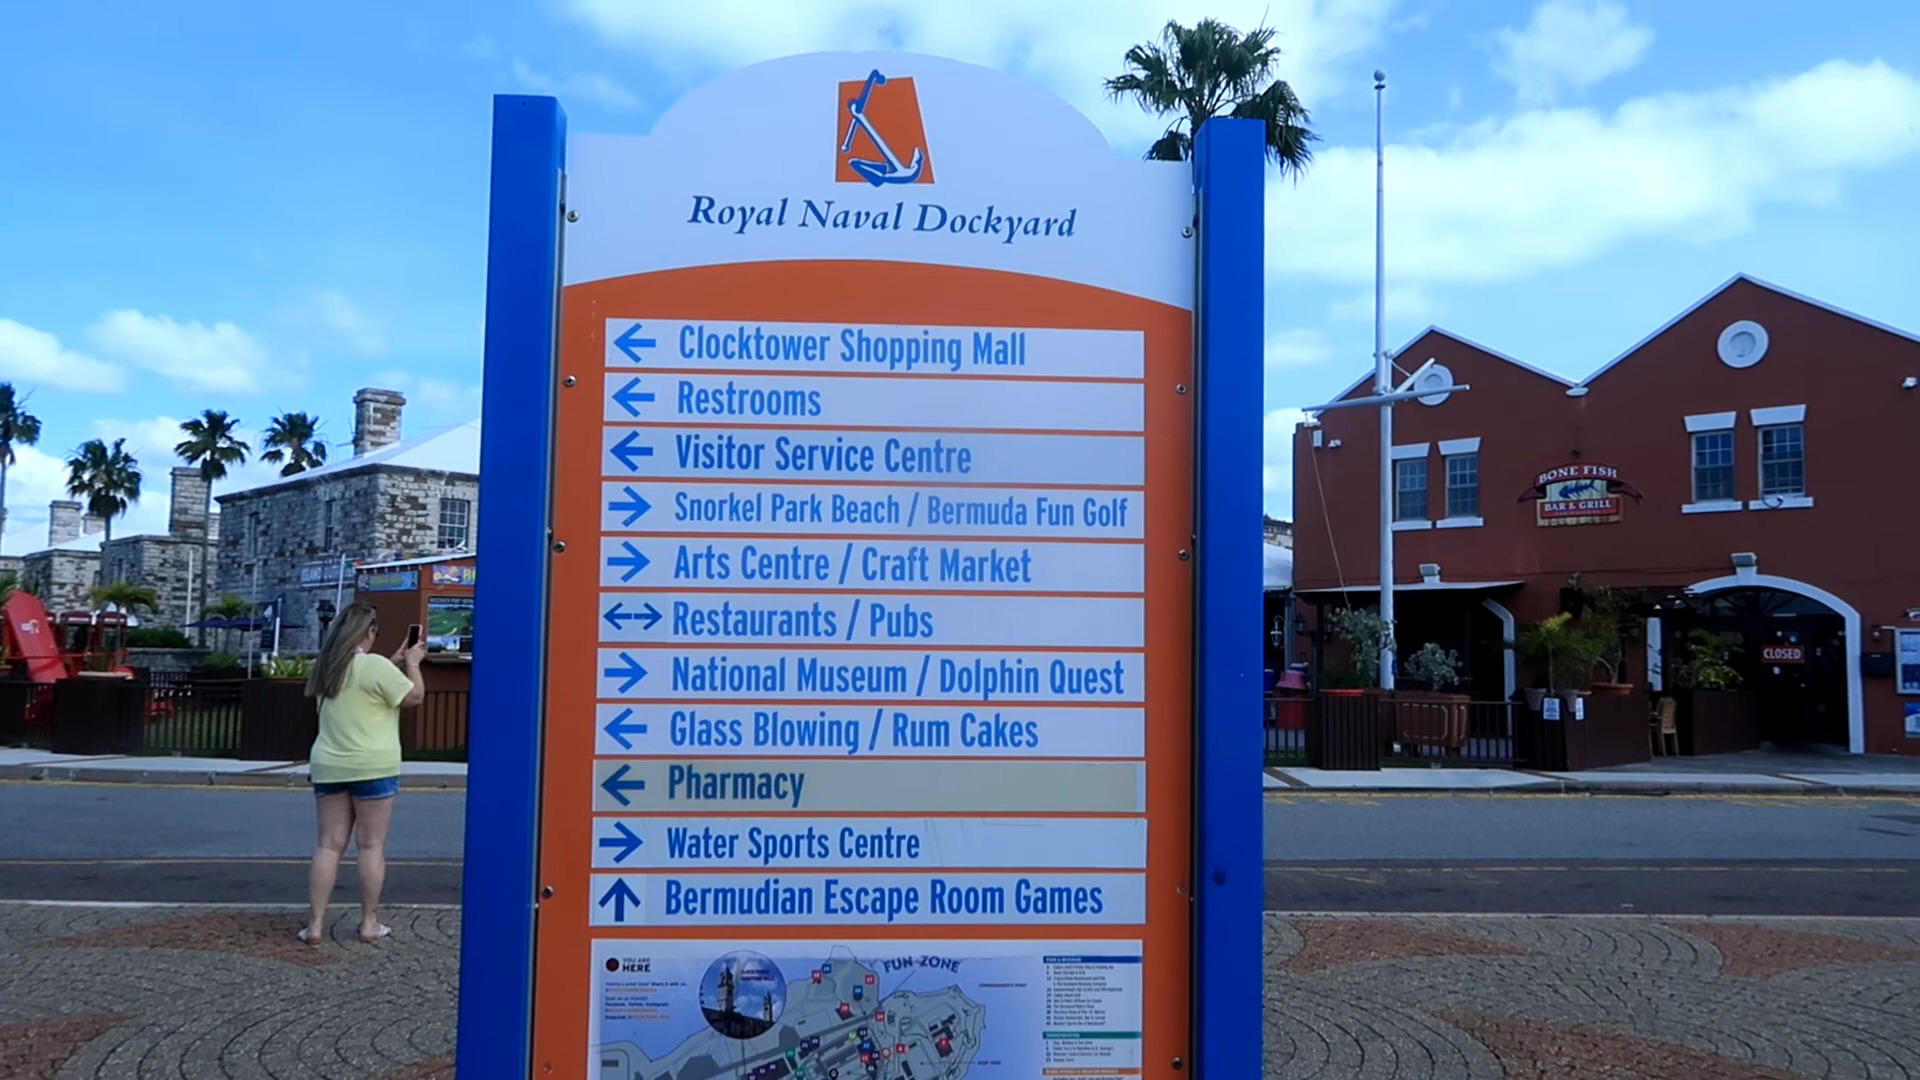 Royal Naval Dockyard
← Clocktower Shopping Mall
← Restrooms
← Visitor Service Centre
→ Snorkel Park Beach / Bermuda Fun Golf
→ Arts Centre / Craft Market
↔ Restaurants / Pubs
→ National Museum / Dolphin Quest
← Glass Blowing / Rum Cakes
← Pharmacy
→ Water Sports Centre
↑ Bermudian Escape Room Games
YOU ARE
HERE
FUN ZONE
BONE FISH
BAR & GRILL
CLOSED